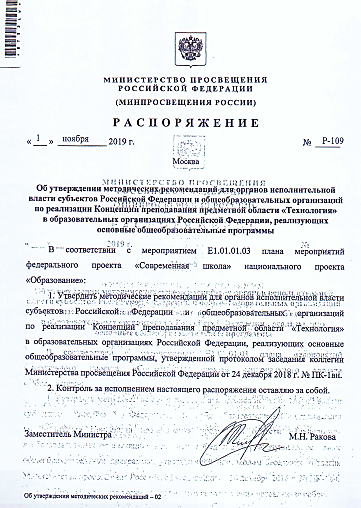 МИНИСТЕРСТВО ПРОСВЕЩЕНИЯ
РОССИЙСКОЙ ФЕДЕРАЦИИ
(МИНПРОСВЕЩЕНИЯ РОССИИ)
РАСПОРЯЖЕНИЕ
« 1 » ноября 2019 г. № Р-109
Москва
Об утверждении методических рекомендаций для органов исполнительной
власти субъектов Российской Федерации и общеобразовательных организаций
по реализации Концепции преподавания предметной области «Технология»
в образовательных организациях Российской Федерации, реализующих
основные общеобразовательные программы
В соответствии с мероприятием Е1.01.01.03 плана мероприятий
федерального проекта «Современная школа» национального проекта
«Образование»:
1. Утвердить методические рекомендации для органов исполнительной власти
субъектов Российской Федерации и общеобразовательных организаций
по реализации Концепции преподавания предметной области «Технология»
в образовательных организациях Российской Федерации, реализующих основные
общеобразовательные программы, утвержденной протоколом заседания коллегии
Министерства просвещения Российской Федерации от 24 декабря 2018 г. № ПК-1вн.
2. Контроль за исполнением настоящего распоряжения оставляю за собой.
Заместитель Министра М.Н. Ракова
Об утверждении методических рекомендаций – 02